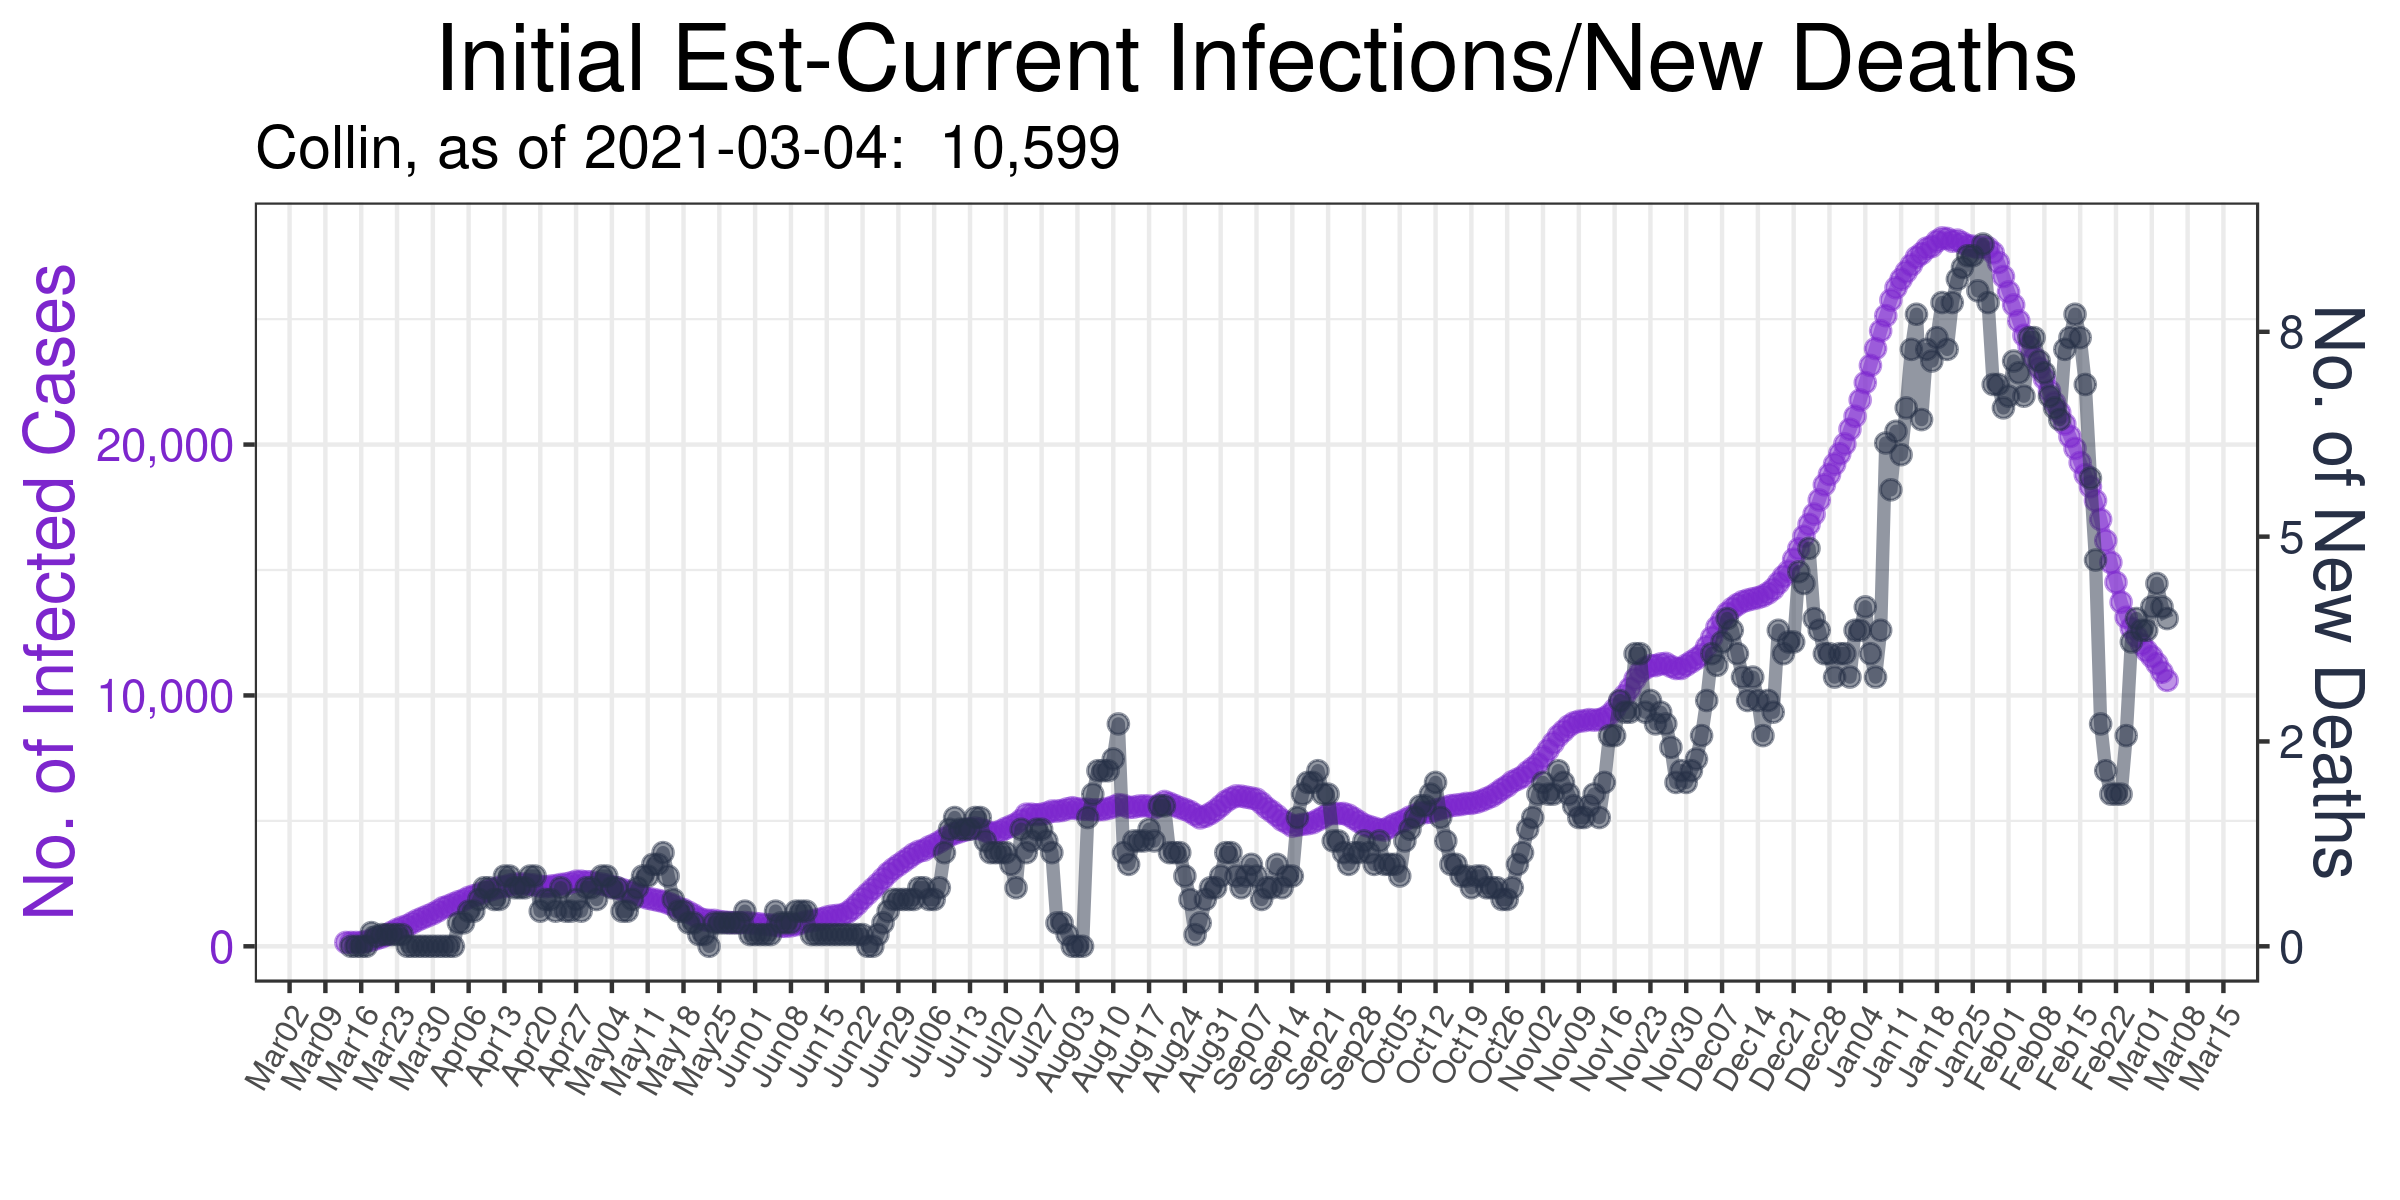 Initial Est-Current Infections/New Deaths
Collin, as of 2021-03-04:  10,599
No. of Infected Cases
20,000
10,000
0
8
5
2
0
No. of New Deaths
Mar02
Mar09
Mar16
Mar23
Mar30
Apr06
Apr13
Apr20
Apr27
May04
May11
May18
May25
Jun01
Jun08
Jun15
Jun22
Jun29
Jul06
Jul13
Jul20
Jul27
Aug03
Aug10
Aug17
Aug24
Aug31
Sep07
Sep14
Sep21
Sep28
Oct05
Oct12
Oct19
Oct26
Nov02
Nov09
Nov16
Nov23
Nov30
Dec07
Dec14
Dec21
Dec28
Jan04
Jan11
Jan18
Jan25
Feb01
Feb08
Feb15
Feb22
Mar01
Mar08
Mar15